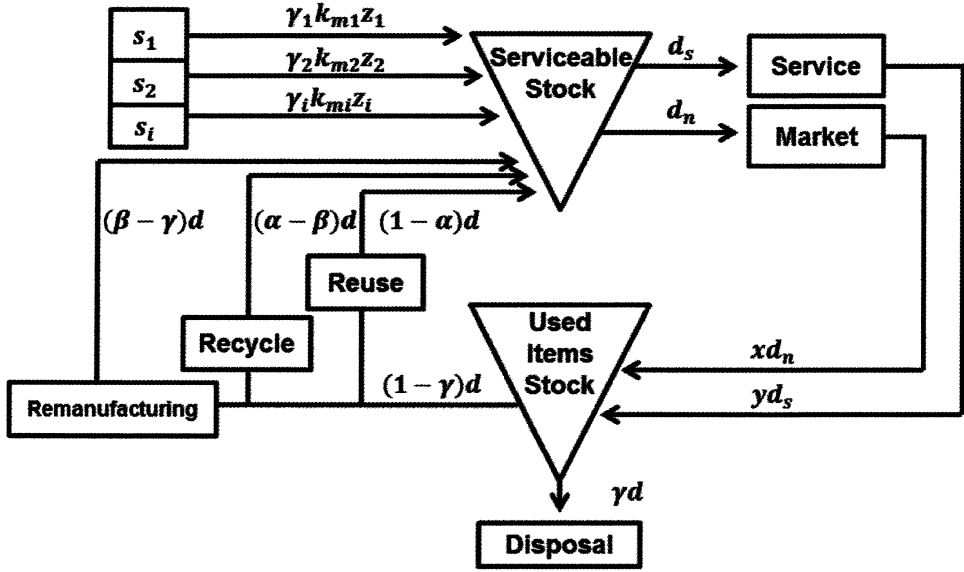 s₁
γ₁kₘ₁z₁
s₂
γ₂kₘ₂z₂
sᵢ
γᵢkₘᵢzᵢ
Serviceable
Stock
dₛ
Service
dₙ
Market
(β − γ)d
(α − β)d
(1 − α)d
Reuse
Recycle
Remanufacturing
(1 − γ)d
Used
Items
Stock
xdₙ
ydₛ
γd
Disposal